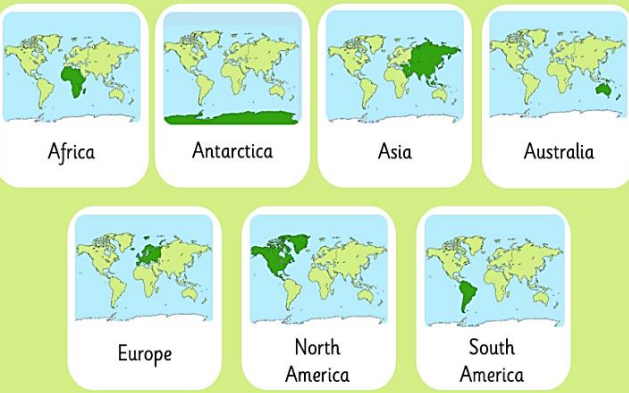 Africa
Antarctica
Asia
Australia
Europe
North
America
South
America